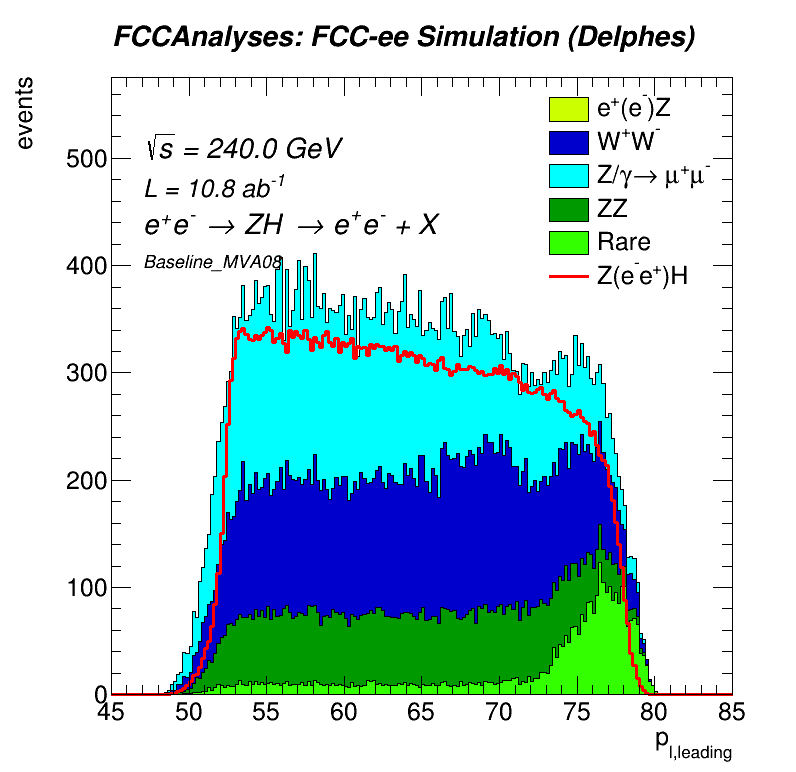 FCCAnalyses: FCC-ee Simulation (Delphes)
events
√s = 240.0 GeV
L = 10.8 ab⁻¹
e⁺e⁻ → ZH → e⁺e⁻ + X
Baseline_MVA08
e⁺(e⁻)Z
W⁺W⁻
Z/γ→ μ⁺μ⁻
ZZ
Rare
Z(e⁻e⁺)H
500
400
300
200
100
0
45 50 55 60 65 70 75 80 85
p_l,leading